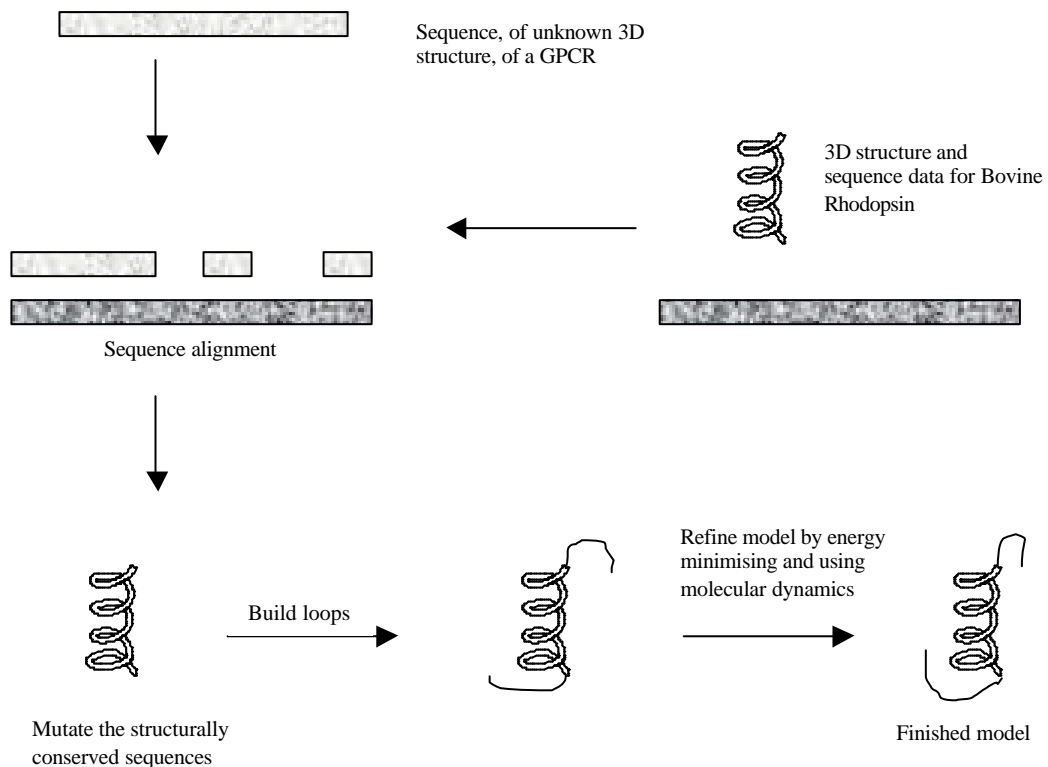 Sequence, of unknown 3D
structure, of a GPCR
3D structure and
sequence data for Bovine
Rhodopsin
Sequence alignment
Build loops
Refine model by energy
minimising and using
molecular dynamics
Mutate the structurally
conserved sequences
Finished model